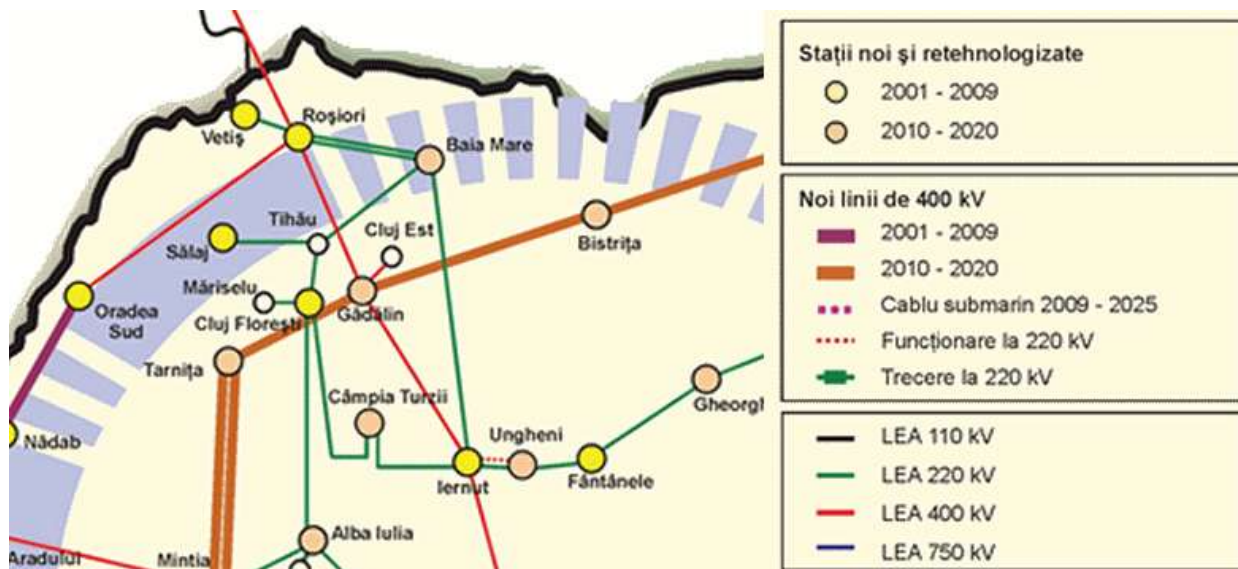 Roşiori
Vetiş
Baia Mare
Tihău
Cluj Est
Sălaj
Bistriţa
Mărişelu
Oradea
Sud
Cluj Floreşti
Gădălin
Tarniţa
Câmpia Turzii
Gheorgh
Nădab
Ungheni
Iernut
Fântânele
Alba Iulia
Aradului
Mintia
Staţii noi şi retehnologizate
2001 - 2009
2010 - 2020
Noi linii de 400 kV
2001 - 2009
2010 - 2020
Cablu submarin 2009 - 2025
Funcţionare la 220 kV
Trecere la 220 kV
LEA 110 kV
LEA 220 kV
LEA 400 kV
LEA 750 kV